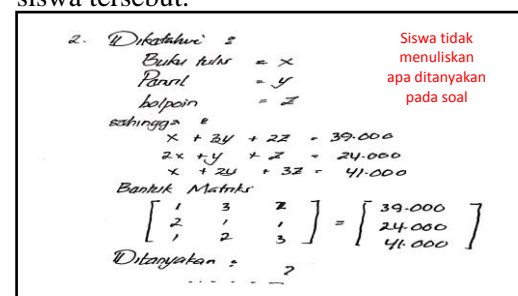 siswa tersebut.
2. Diketahui :
Buku tulis = x
Pensil = y
bolpoin = z
sehingga :
x + 3y + 2z = 39.000
2x + y + z = 24.000
x + 2y + 3z = 41.000
Bentuk Matriks
[ 1 3 2 ] = [ 39.000 ]
[ 2 1 1 ] [ 24.000 ]
[ 1 2 3 ] [ 41.000 ]
Ditanyakan : ?
. . . . . .
Siswa tidak
menuliskan
apa ditanyakan
pada soal